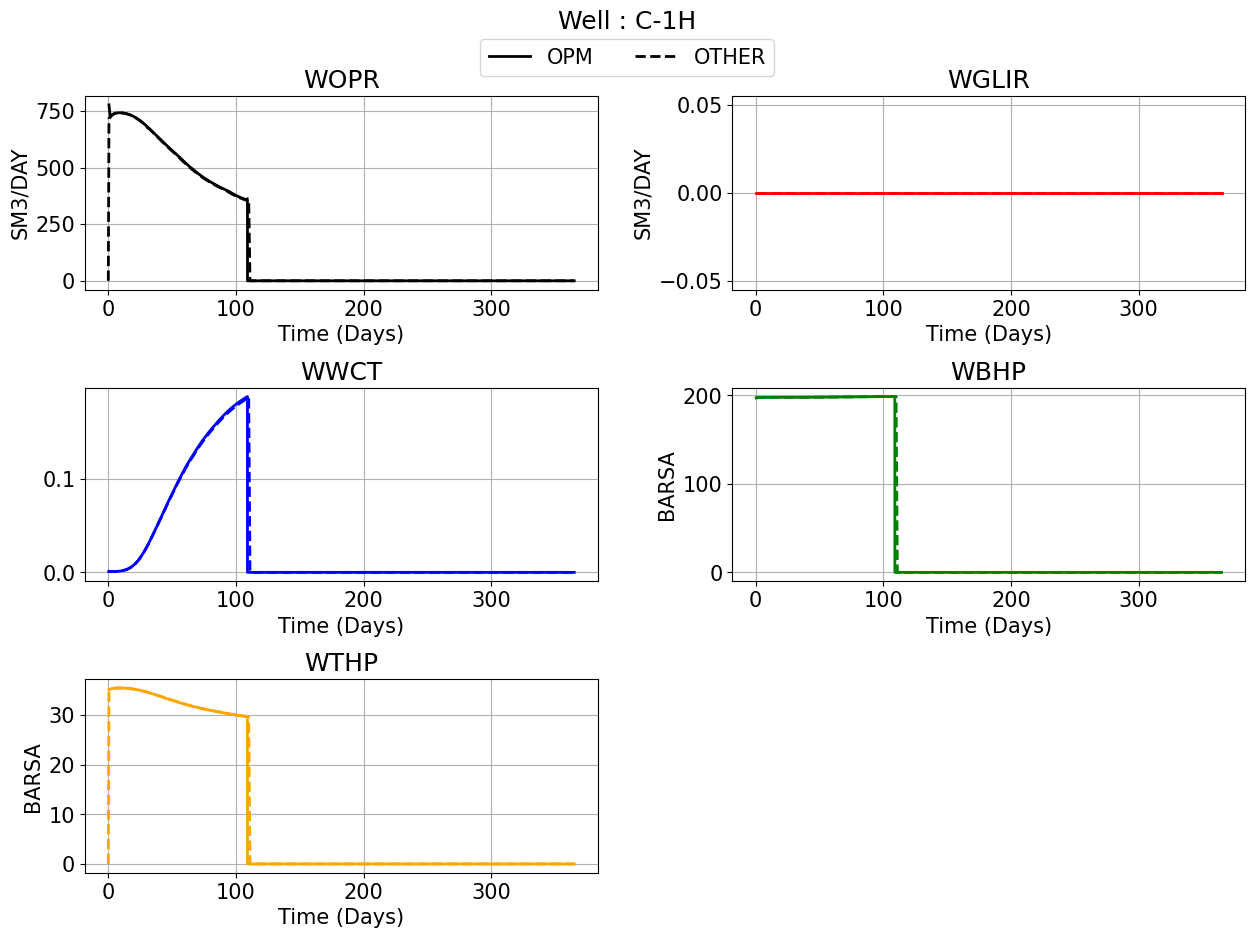 Well : C-1H
OPM OTHER
WOPR
750
500
250
0
SM3/DAY
0 100 200 300
Time (Days)
WGLIR
0.05
0.00
−0.05
SM3/DAY
0 100 200 300
Time (Days)
WWCT
0.1
0.0
0 100 200 300
Time (Days)
WBHP
200
100
0
BARSA
0 100 200 300
Time (Days)
WTHP
30
20
10
0
BARSA
0 100 200 300
Time (Days)